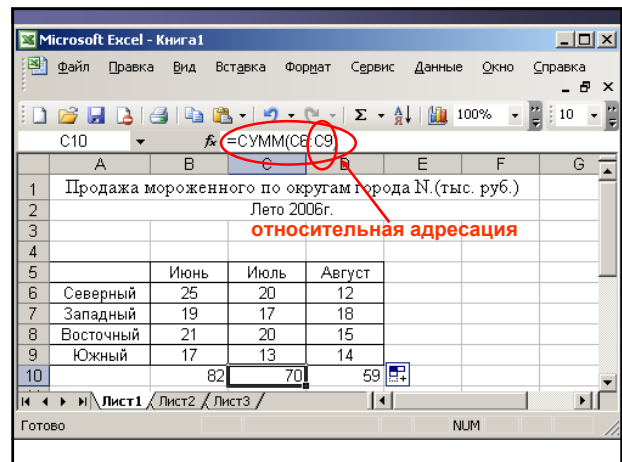 Microsoft Excel - Книга1
Файл Правка Вид Вставка Формат Сервис Данные Окно Справка
100% 10
C10 fx =СУММ(C6:C9)
A B C D E F G
1 Продажа мороженного по округам города N.(тыс. руб.)
2 Лето 2006г.
3 относительная адресация
4
5 Июнь Июль Август
6 Северный 25 20 12
7 Западный 19 17 18
8 Восточный 21 20 15
9 Южный 17 13 14
10 82 70 59
Лист1 Лист2 Лист3
Готово NUM